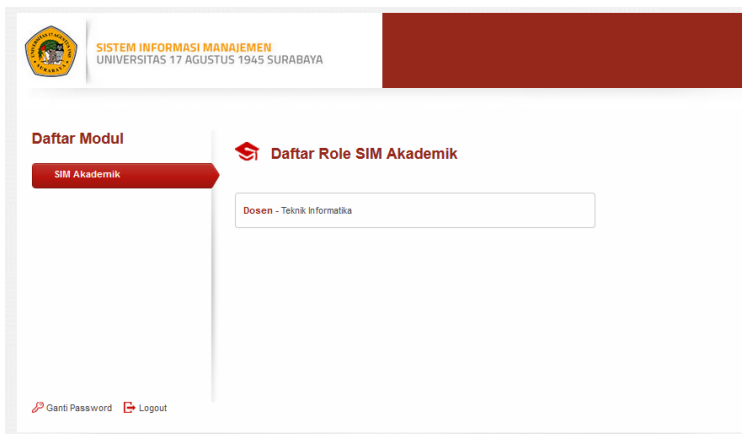 SISTEM INFORMASI MANAJEMEN
UNIVERSITAS 17 AGUSTUS 1945 SURABAYA
Daftar Modul
SIM Akademik
Daftar Role SIM Akademik
Dosen - Teknik Informatika
Ganti Password Logout